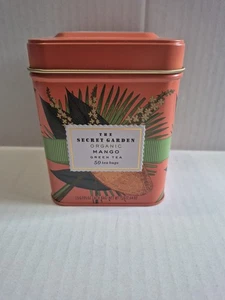 THE
SECRET GARDEN
ORGANIC
MANGO
GREEN TEA
50 tea bags